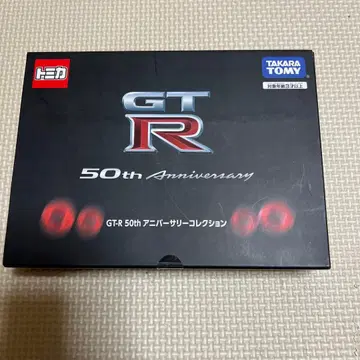 トミカ
TAKARA
TOMY
対象年齢3才以上
GT
R
50th Anniversary
GT-R 50th アニバーサリーコレクション